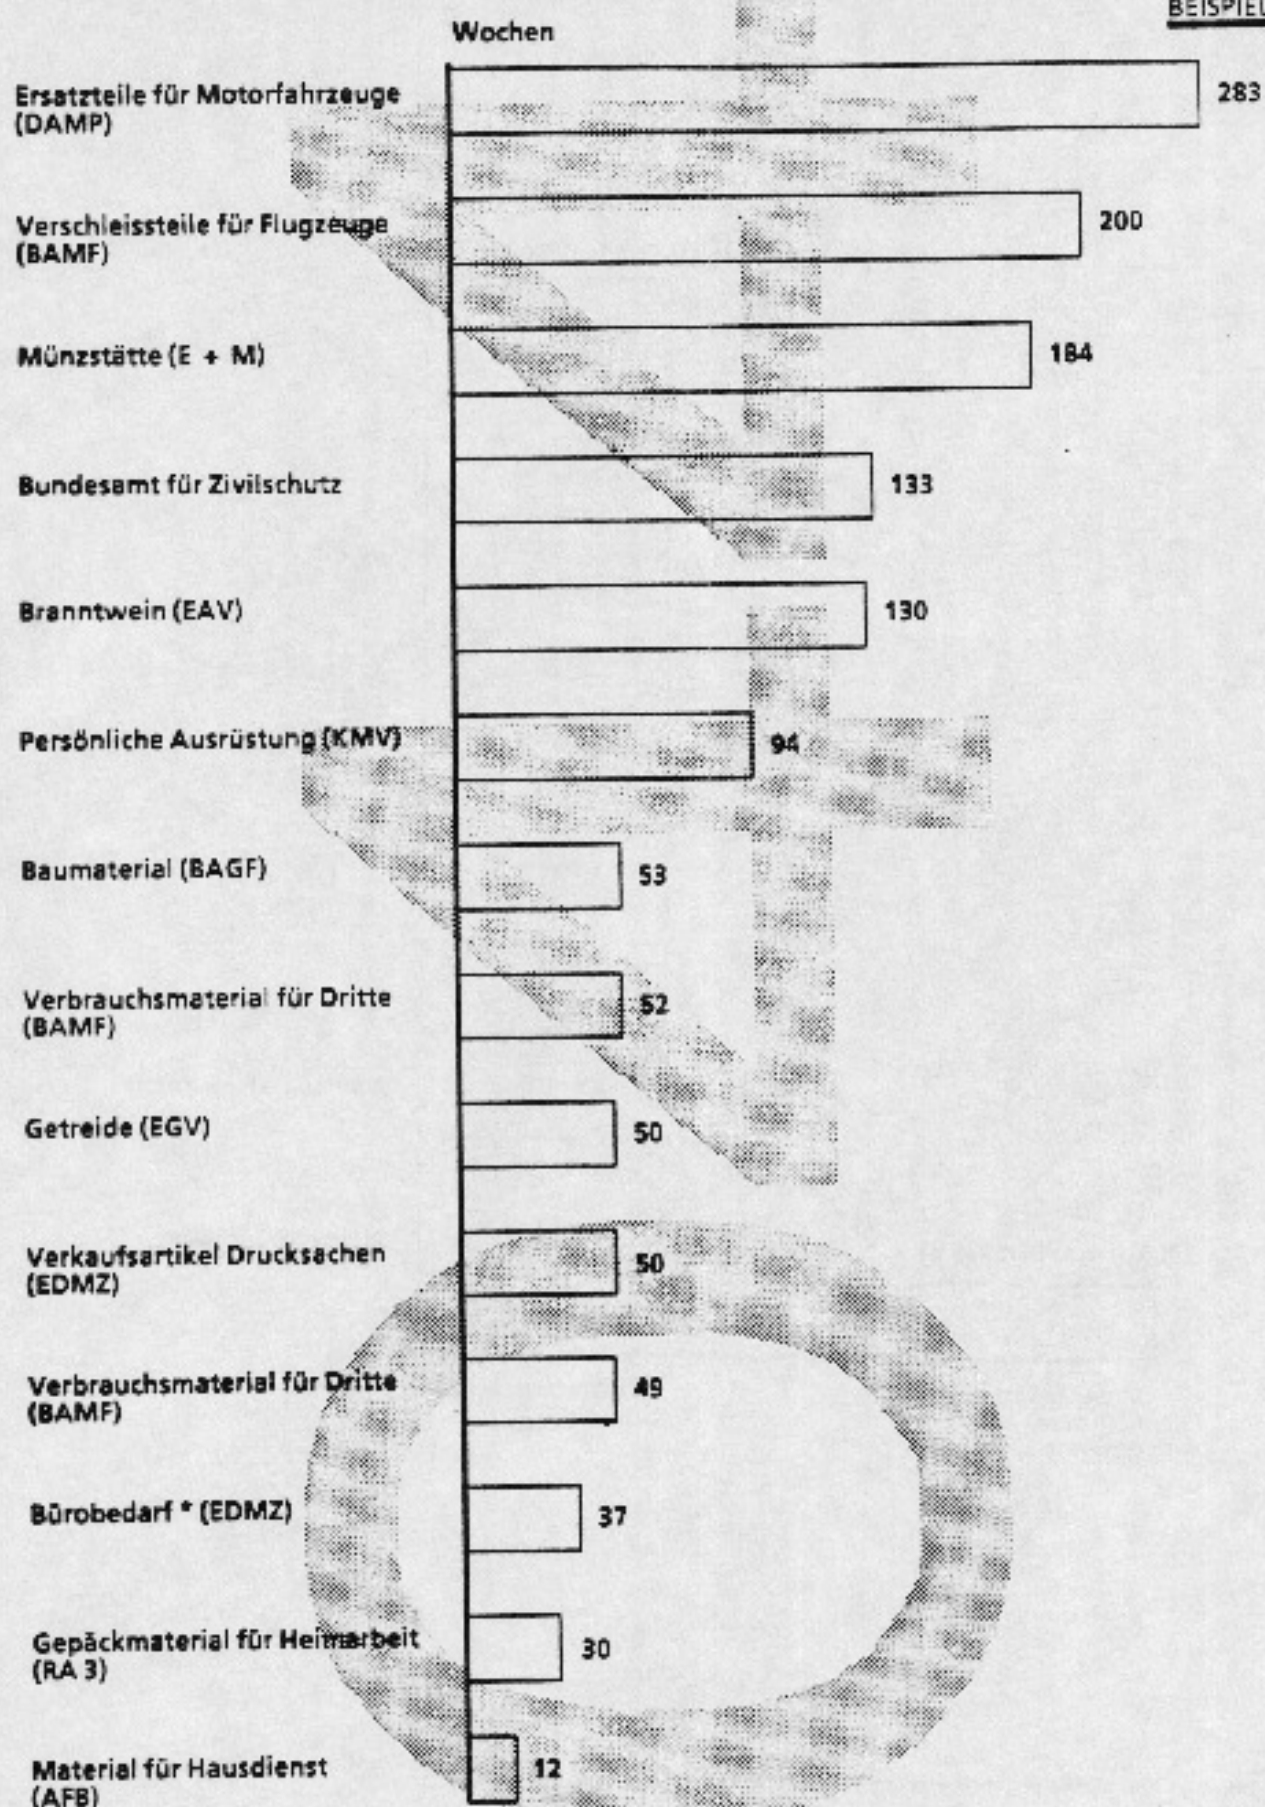 BEISPIEL
Wochen
Ersatzteile für Motorfahrzeuge
(DAMP)
283
Verschleissteile für Flugzeuge
(BAMF)
200
Münzstätte (E + M)
184
Bundesamt für Zivilschutz
133
Branntwein (EAV)
130
Persönliche Ausrüstung (KMV)
94
Baumaterial (BAGF)
53
Verbrauchsmaterial für Dritte
(BAMF)
52
Getreide (EGV)
50
Verkaufsartikel Drucksachen
(EDMZ)
50
Verbrauchsmaterial für Dritte
(BAMF)
49
Bürobedarf * (EDMZ)
37
Gepäckmaterial für Heimarbeit
(RA 3)
30
Material für Hausdienst
(AFB)
12